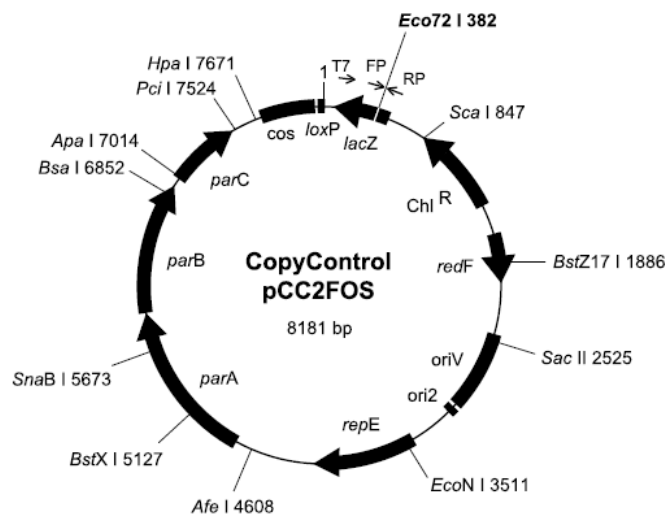 Eco72 I 382
1
T7
FP
RP
Hpa I 7671
Pci I 7524
cos
loxP
lacZ
Sca I 847
Apa I 7014
Bsa I 6852
parC
Chl R
parB
CopyControl
pCC2FOS
8181 bp
redF
BstZ17 I 1886
SnaB I 5673
parA
oriV
Sac II 2525
ori2
repE
BstX I 5127
EcoN I 3511
Afe I 4608